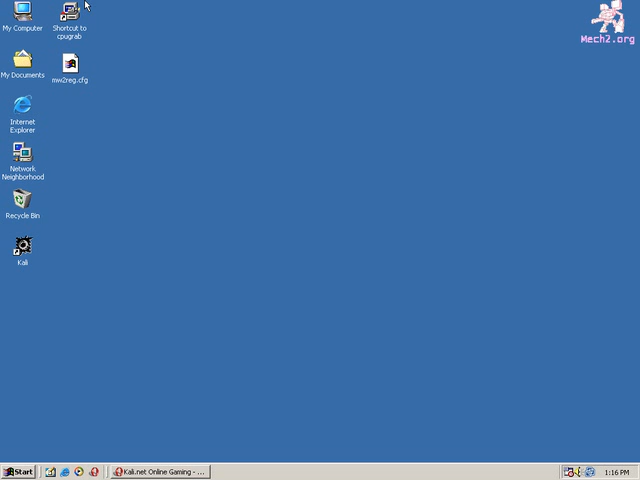 My Computer
Shortcut to
cpugrab
Mech2.org
My Documents
mw2reg.cfg
Internet
Explorer
Network
Neighborhood
Recycle Bin
Kali
Start
Kali.net Online Gaming - ...
1:16 PM